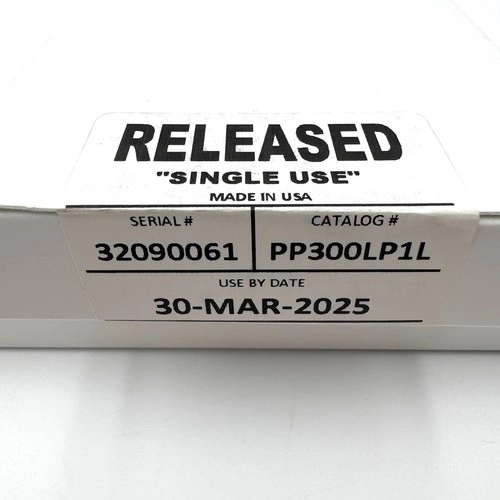 RELEASED
"SINGLE USE"
MADE IN USA
SERIAL # CATALOG #
32090061 PP300LP1L
USE BY DATE
30-MAR-2025